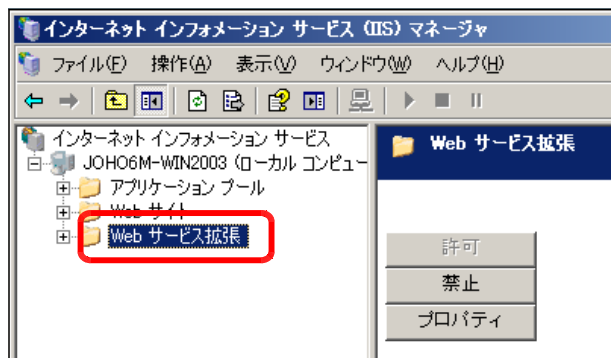 インターネット インフォメーション サービス (IIS) マネージャ
ファイル(F) 操作(A) 表示(V) ウィンドウ(W) ヘルプ(H)
インターネット インフォメーション サービス
JOHO6M-WIN2003 (ローカル コンピュー
アプリケーション プール
Web サイト
Web サービス拡張
Web サービス拡張
許可
禁止
プロパティ